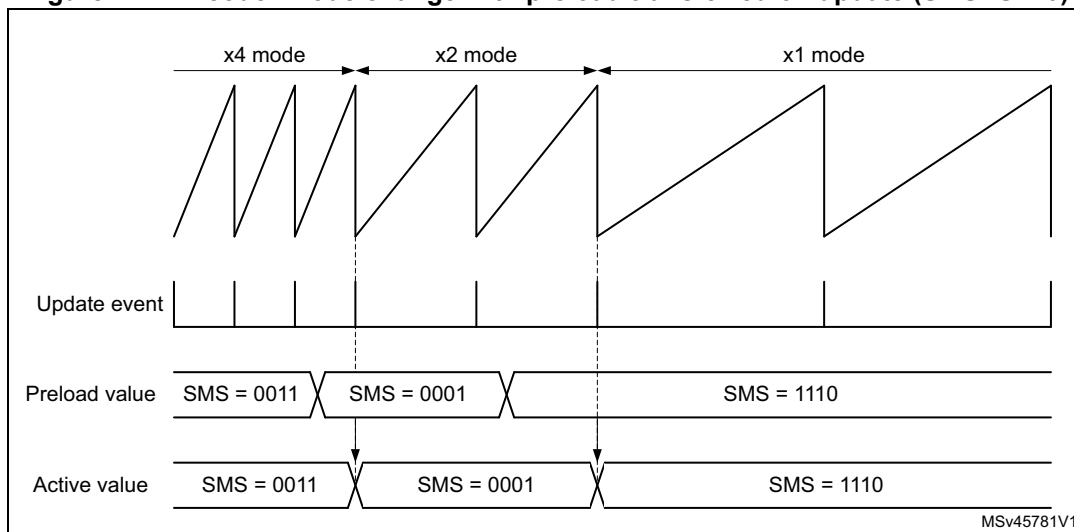 x4 mode x2 mode x1 mode
Update event
Preload value SMS = 0011 SMS = 0001 SMS = 1110
Active value SMS = 0011 SMS = 0001 SMS = 1110
MSv45781V1